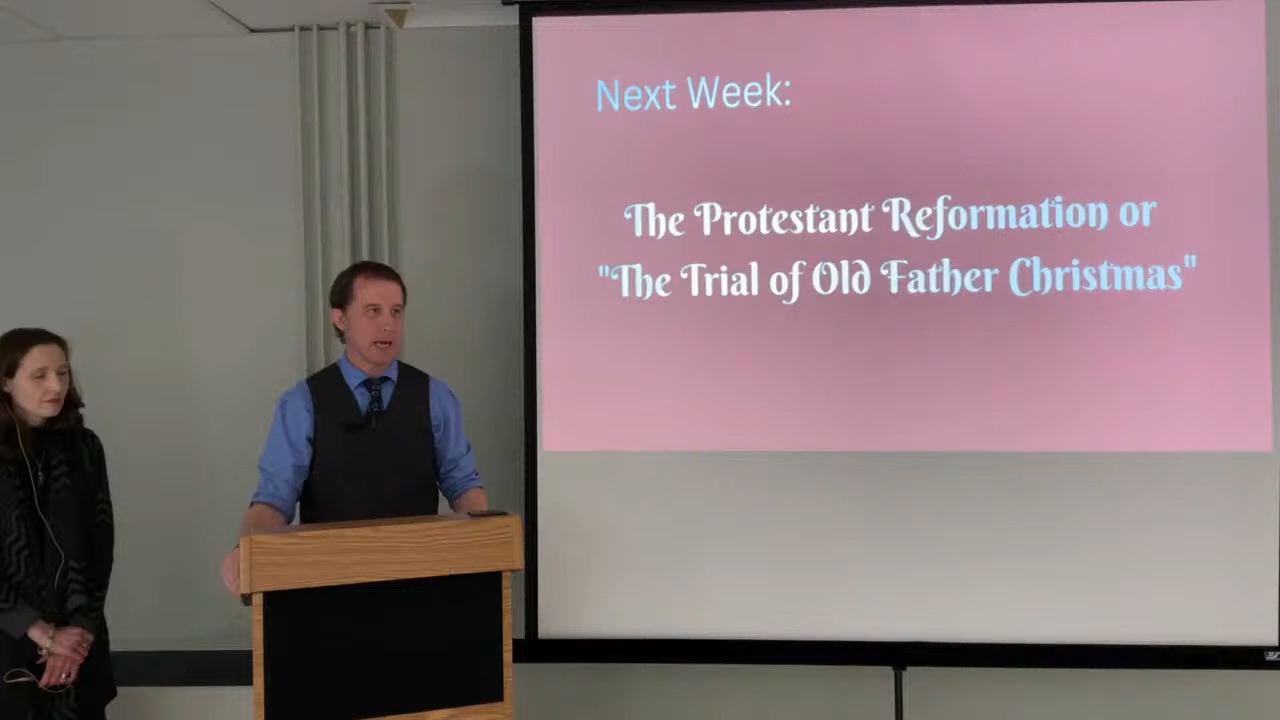 Next Week:
The Protestant Reformation or
"The Trial of Old Father Christmas"